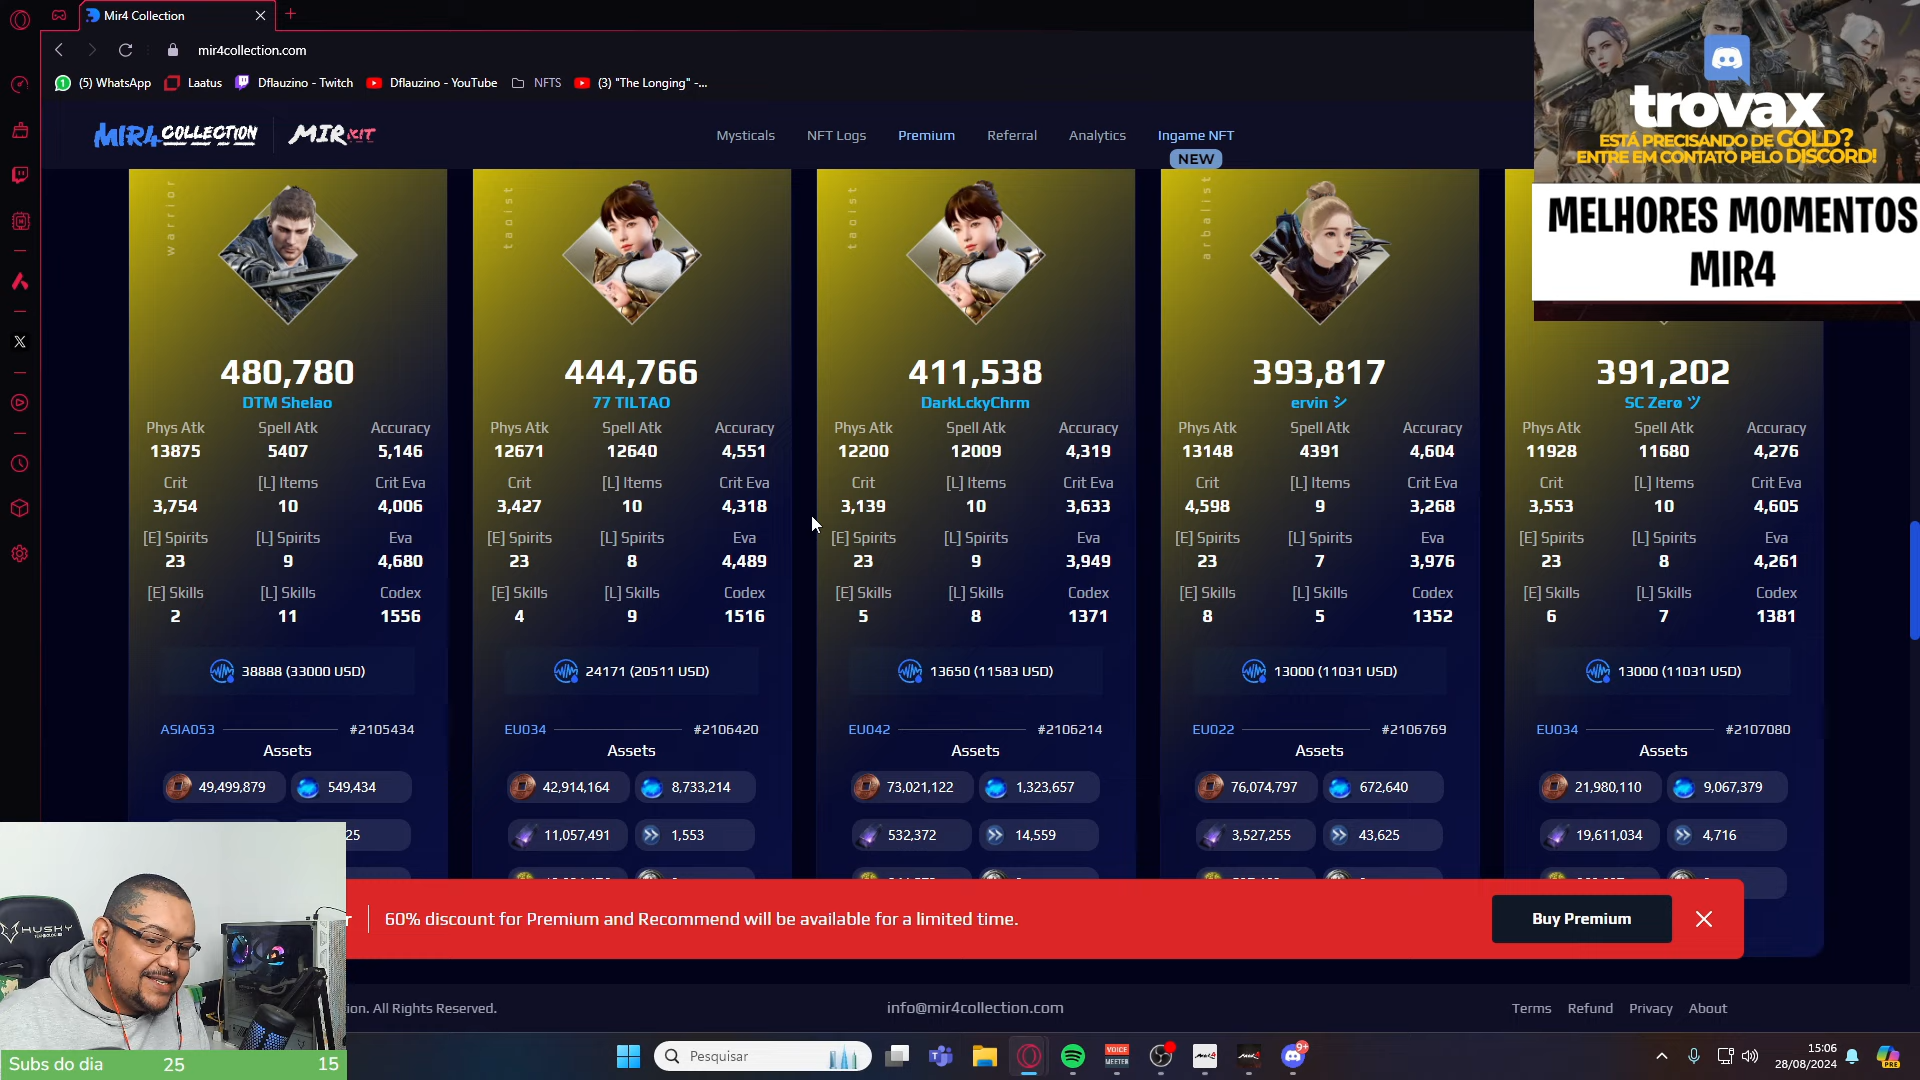 Mir4 Collection
mir4collection.com
(5) WhatsApp
Laatus
Dflauzino - Twitch
Dflauzino - YouTube
NFTS
(3) "The Longing" -...
MIR4 COLLECTION
MIR KIT
Mysticals
NFT Logs
Premium
Referral
Analytics
Ingame NFT
NEW
trovax
ESTÁ PRECISANDO DE GOLD?
ENTRE EM CONTATO PELO DISCORD!
MELHORES MOMENTOS
MIR4
warrior
480,780
DTM Shelao
Phys Atk Spell Atk Accuracy
13875 5407 5,146
Crit [L] Items Crit Eva
3,754 10 4,006
[E] Spirits [L] Spirits Eva
23 9 4,680
[E] Skills [L] Skills Codex
2 11 1556
38888 (33000 USD)
ASIA053 #2105434
Assets
49,499,879 549,434
25
taoist
444,766
77 TILTAO
Phys Atk Spell Atk Accuracy
12671 12640 4,551
Crit [L] Items Crit Eva
3,427 10 4,318
[E] Spirits [L] Spirits Eva
23 8 4,489
[E] Skills [L] Skills Codex
4 9 1516
24171 (20511 USD)
EU034 #2106420
Assets
42,914,164 8,733,214
11,057,491 1,553
taoist
411,538
DarkLckyChrm
Phys Atk Spell Atk Accuracy
12200 12009 4,319
Crit [L] Items Crit Eva
3,139 10 3,633
[E] Spirits [L] Spirits Eva
23 9 3,949
[E] Skills [L] Skills Codex
5 8 1371
13650 (11583 USD)
EU042 #2106214
Assets
73,021,122 1,323,657
532,372 14,559
arbalist
393,817
ervin シ
Phys Atk Spell Atk Accuracy
13148 4391 4,604
Crit [L] Items Crit Eva
4,598 9 3,268
[E] Spirits [L] Spirits Eva
23 7 3,976
[E] Skills [L] Skills Codex
8 5 1352
13000 (11031 USD)
EU022 #2106769
Assets
76,074,797 672,640
3,527,255 43,625
391,202
SC Zerø ツ
Phys Atk Spell Atk Accuracy
11928 11680 4,276
Crit [L] Items Crit Eva
3,553 10 4,605
[E] Spirits [L] Spirits Eva
23 8 4,261
[E] Skills [L] Skills Codex
6 7 1381
13000 (11031 USD)
EU034 #2107080
Assets
21,980,110 9,067,379
19,611,034 4,716
60% discount for Premium and Recommend will be available for a limited time.
Buy Premium
HUSKY
ion. All Rights Reserved.
info@mir4collection.com
Terms
Refund
Privacy
About
Subs do dia 25 15
Pesquisar
VOICE
MEETER
9+
15:06
28/08/2024
PRE